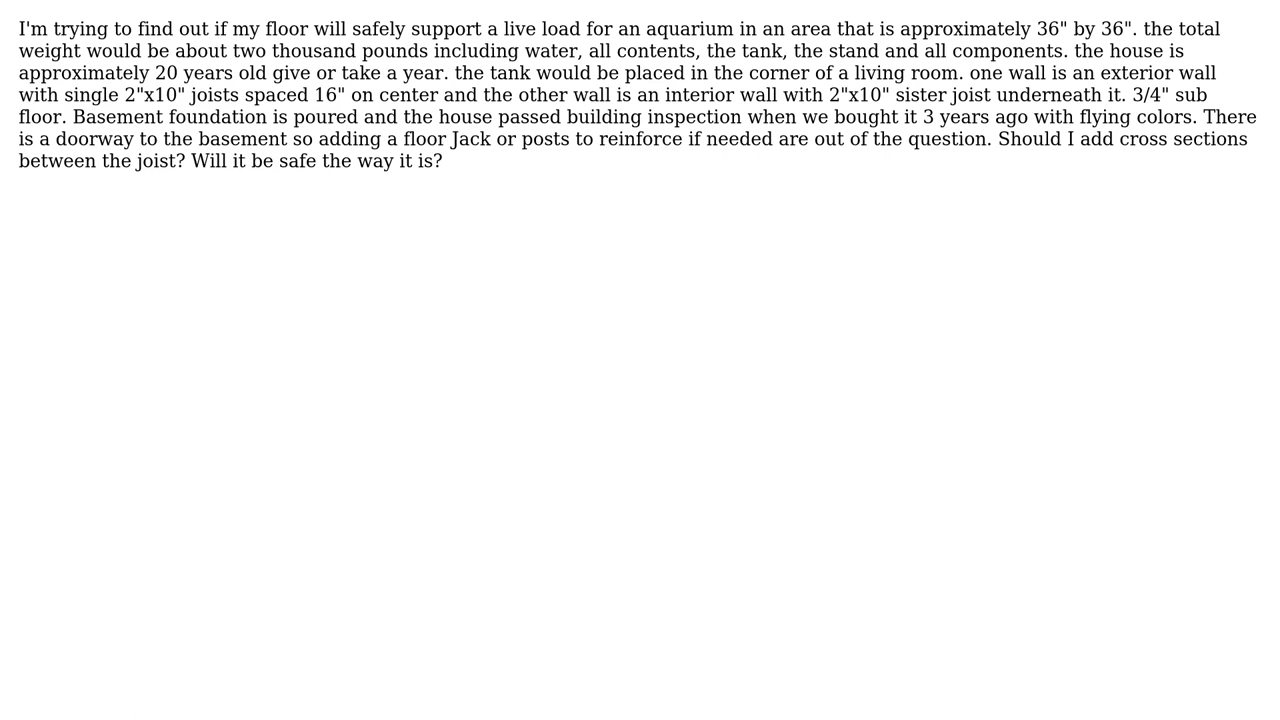 I'm trying to find out if my floor will safely support a live load for an aquarium in an area that is approximately 36" by 36". the total
weight would be about two thousand pounds including water, all contents, the tank, the stand and all components. the house is
approximately 20 years old give or take a year. the tank would be placed in the corner of a living room. one wall is an exterior wall
with single 2"x10" joists spaced 16" on center and the other wall is an interior wall with 2"x10" sister joist underneath it. 3/4" sub
floor. Basement foundation is poured and the house passed building inspection when we bought it 3 years ago with flying colors. There
is a doorway to the basement so adding a floor Jack or posts to reinforce if needed are out of the question. Should I add cross sections
between the joist? Will it be safe the way it is?